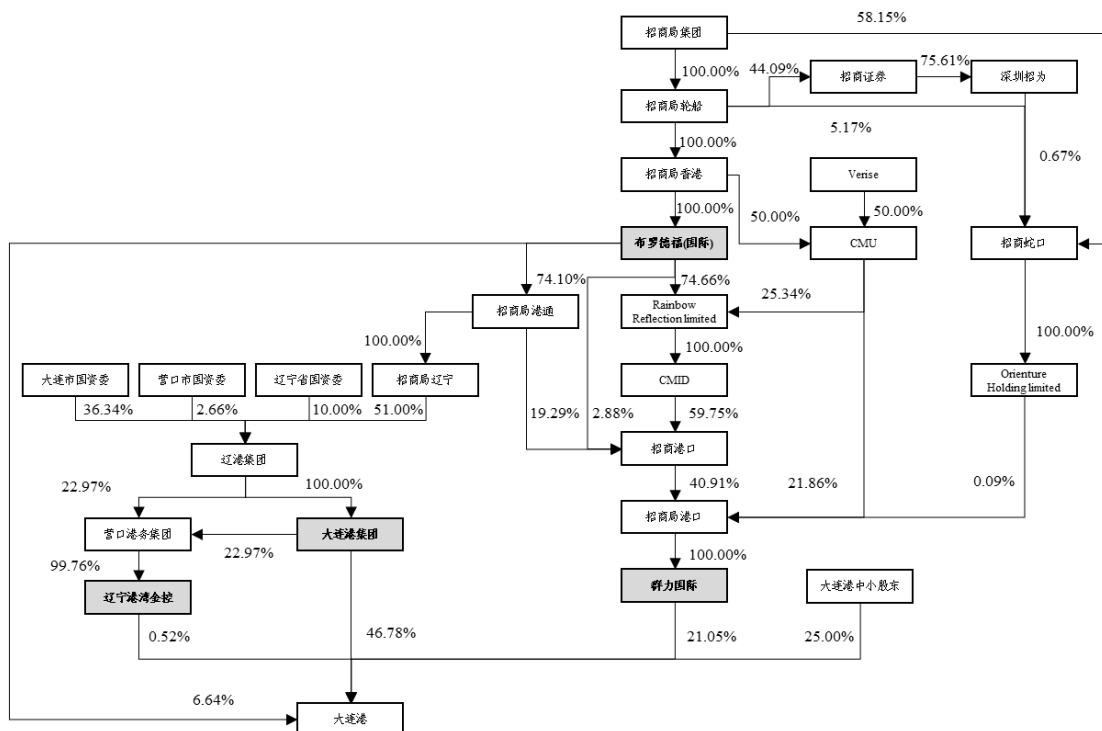 58.15%
招商局集团
100.00%
44.09%
招商证券
75.61%
深圳招为
招商局轮船
5.17%
100.00%
0.67%
招商局香港
Verise
100.00%
50.00%
50.00%
布罗德福(国际)
CMU
招商蛇口
74.10%
74.66%
25.34%
招商局港通
Rainbow
Reflection limited
100.00%
100.00%
100.00%
大连市国资委
营口市国资委
辽宁省国资委
招商局辽宁
CMID
Orienture
Holding limited
36.34%
2.66%
10.00%
51.00%
19.29%
2.88%
59.75%
辽港集团
招商港口
22.97%
100.00%
40.91%
21.86%
0.09%
营口港务集团
大连港集团
招商局港口
22.97%
99.76%
100.00%
辽宁港湾金控
群力国际
大连港中小股东
0.52%
46.78%
21.05%
25.00%
6.64%
大连港